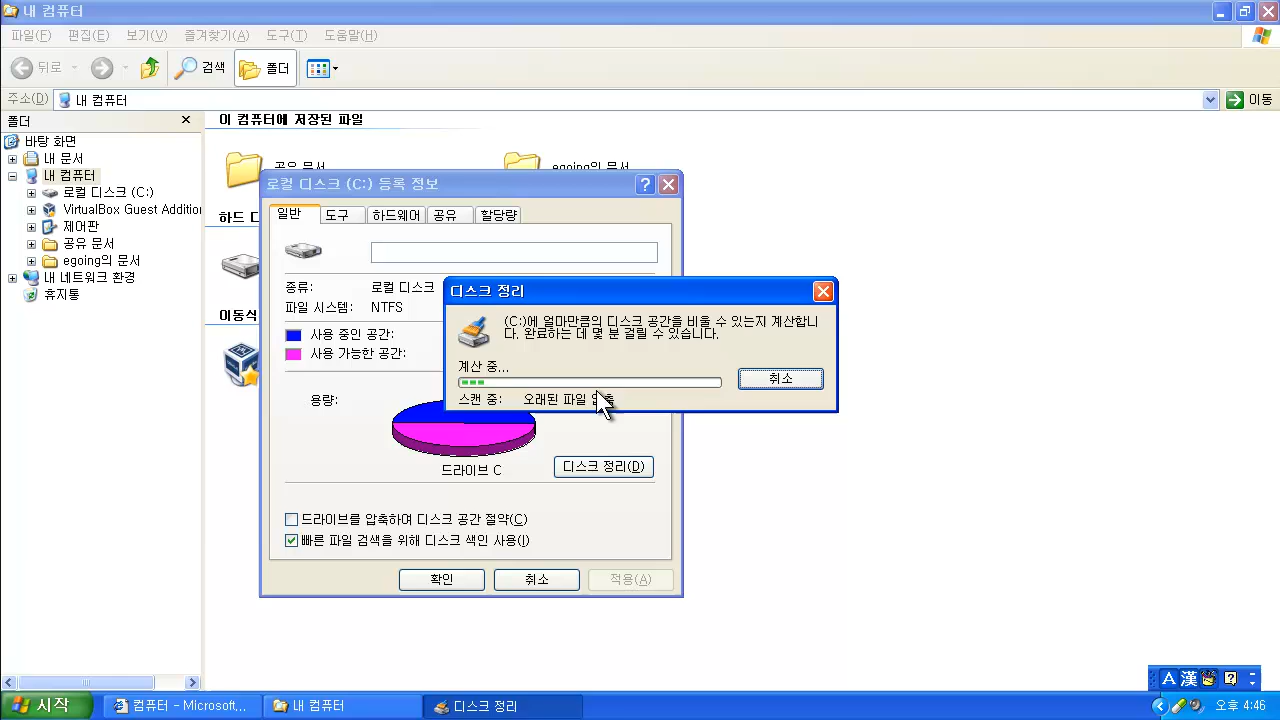 내 컴퓨터
파일(F) 편집(E) 보기(V) 즐겨찾기(A) 도구(T) 도움말(H)
뒤로 검색 폴더
주소(D) 내 컴퓨터 이동
폴더
바탕 화면
내 문서
내 컴퓨터
로컬 디스크 (C:)
VirtualBox Guest Additio
제어판
공유 문서
egoing의 문서
내 네트워크 환경
휴지통
이 컴퓨터에 저장된 파일
공유 문서 egoing의 문서
하드 디
이동식
로컬 디스크 (C:) 등록 정보
일반 도구 하드웨어 공유 할당량
종류: 로컬 디스크
파일 시스템: NTFS
사용 중인 공간:
사용 가능한 공간:
용량:
드라이브 C
디스크 정리(D)
드라이브를 압축하여 디스크 공간 절약(C)
빠른 파일 검색을 위해 디스크 색인 사용(I)
확인 취소 적용(A)
디스크 정리
(C:)에 얼마만큼의 디스크 공간을 비울 수 있는지 계산합니
다. 완료하는 데 몇 분 걸릴 수 있습니다.
계산 중...
취소
스캔 중: 오래된 파일
A 漢 ?
시작 컴퓨터 - Microsoft,... 내 컴퓨터 디스크 정리 오후 4:46